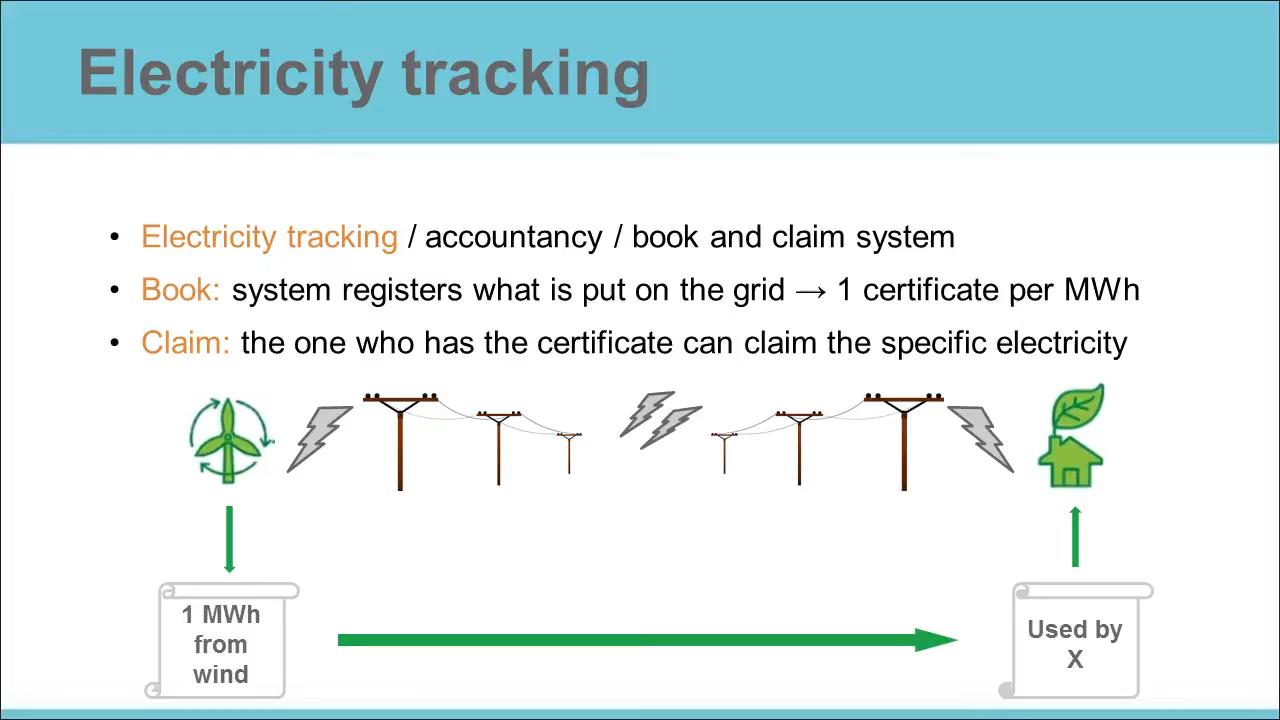 Electricity tracking
• Electricity tracking / accountancy / book and claim system
• Book: system registers what is put on the grid → 1 certificate per MWh
• Claim: the one who has the certificate can claim the specific electricity
1 MWh
from
wind
Used by
X